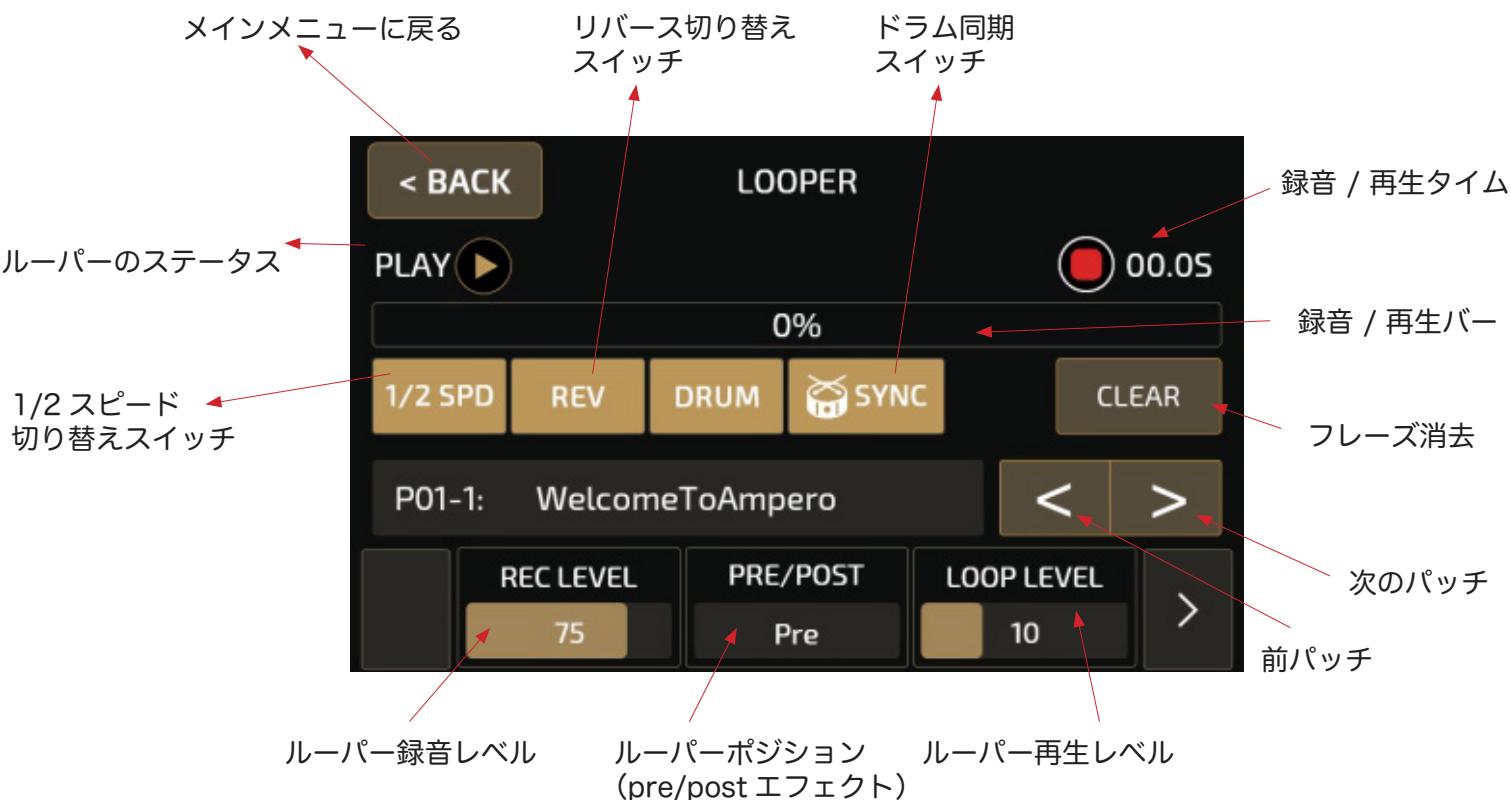 メインメニューに戻る
リバース切り替え
スイッチ
ドラム同期
スイッチ
< BACK
LOOPER
録音 / 再生タイム
ルーパーのステータス
PLAY
00.0S
0%
録音 / 再生バー
1/2 スピード
切り替えスイッチ
1/2 SPD
REV
DRUM
SYNC
CLEAR
フレーズ消去
P01-1: WelcomeToAmpero
< >
次のパッチ
REC LEVEL
75
PRE/POST
Pre
LOOP LEVEL
10
>
前パッチ
ルーパー録音レベル
ルーパーポジション
（pre/post エフェクト）
ルーパー再生レベル